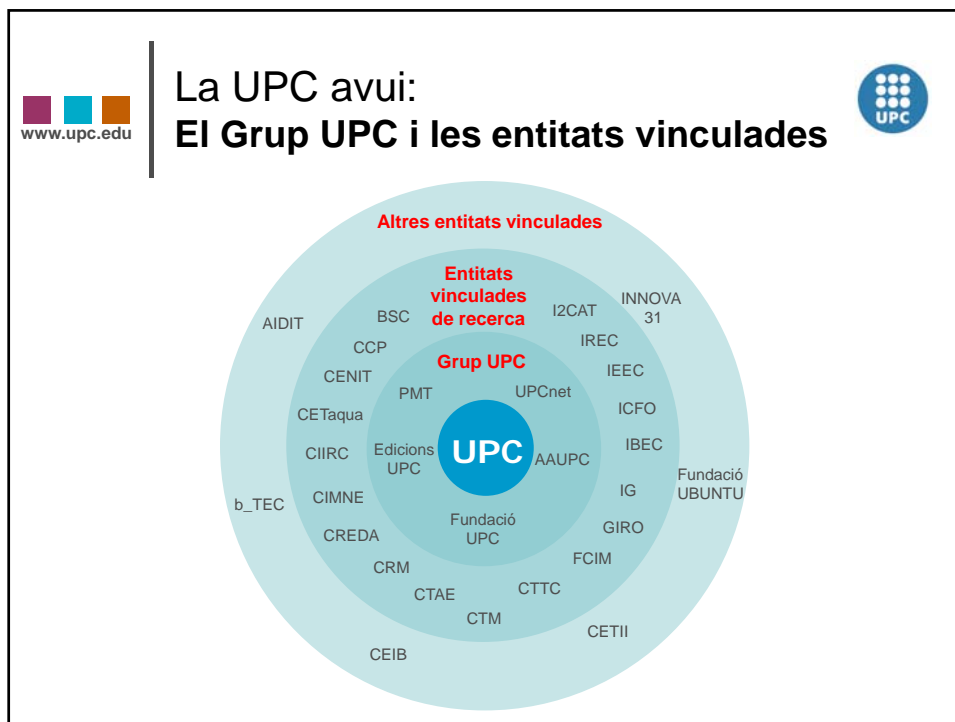 La UPC avui:
El Grup UPC i les entitats vinculades
www.upc.edu
UPC
Altres entitats vinculades
Entitats
vinculades
de recerca
Grup UPC
UPC
PMT
UPCnet
Edicions
UPC
AAUPC
Fundació
UPC
BSC
CCP
CENIT
CETaqua
CIIRC
CIMNE
CREDA
CRM
CTAE
CTM
CTTC
FCIM
GIRO
IG
IBEC
ICFO
IEEC
IREC
I2CAT
AIDIT
b_TEC
CEIB
CETII
Fundació
UBUNTU
INNOVA
31